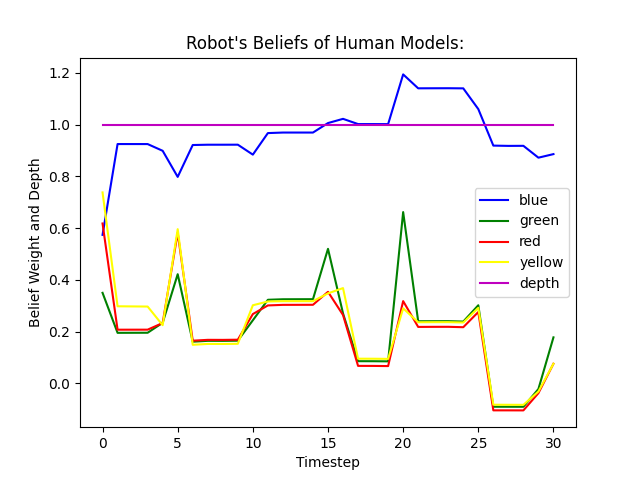 Robot's Beliefs of Human Models:
Belief Weight and Depth
1.2
1.0
0.8
0.6
0.4
0.2
0.0
blue
green
red
yellow
depth
0 5 10 15 20 25 30
Timestep